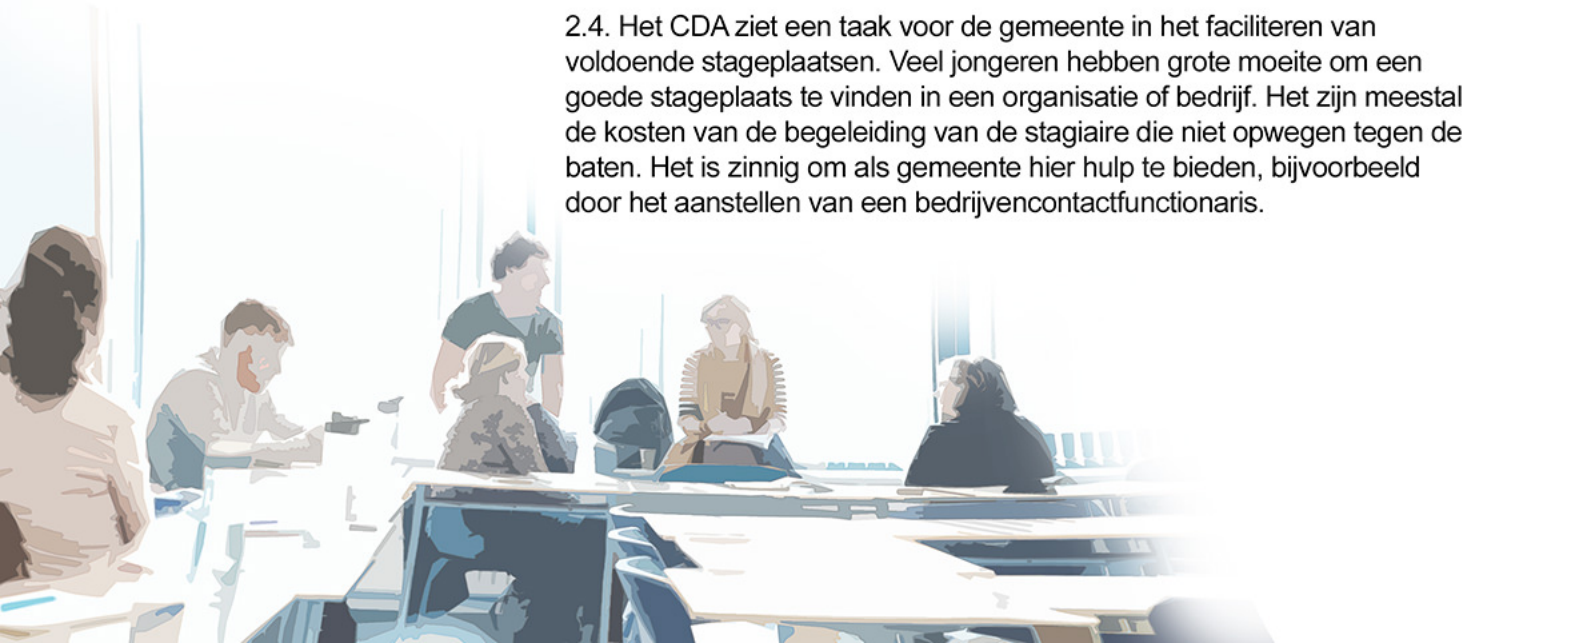 2.4. Het CDA ziet een taak voor de gemeente in het faciliteren van
voldoende stageplaatsen. Veel jongeren hebben grote moeite om een
goede stageplaats te vinden in een organisatie of bedrijf. Het zijn meestal
de kosten van de begeleiding van de stagiaire die niet opwegen tegen de
baten. Het is zinnig om als gemeente hier hulp te bieden, bijvoorbeeld
door het aanstellen van een bedrijvencontactfunctionaris.